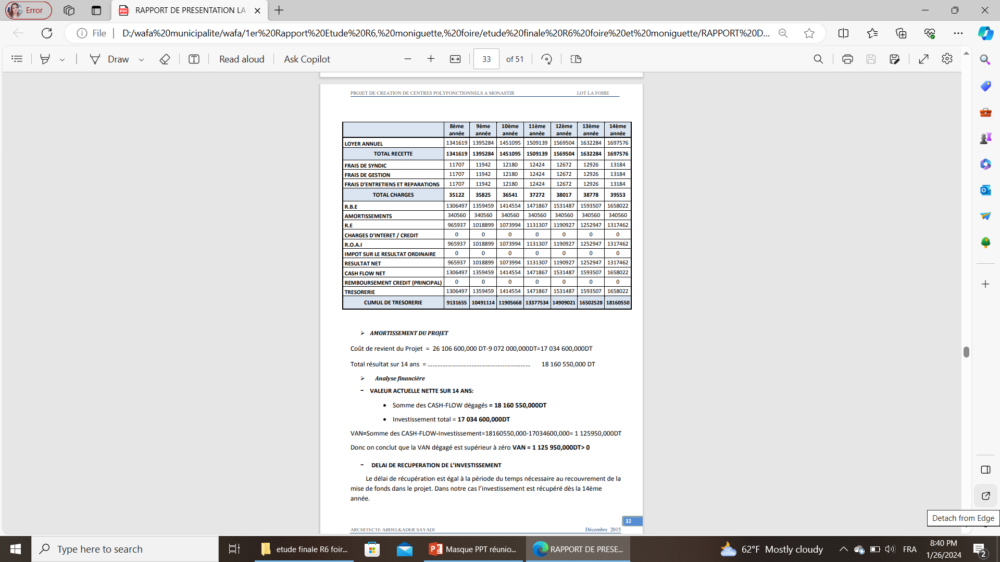 Error
RAPPORT DE PRESENTATION LA
File
D:/wafa%20municipalite/wafa/1er%20Rapport%20Etude%20R6,%20moniguette,%20foire/etude%20finale%20R6%20foire%20et%20moniguette/RAPPORT%20D...
Draw
Read aloud
Ask Copilot
33 of 51
PROJET DE CREATION DE CENTRES POLYFONCTIONNELS A MONASTIR LOT LA FOIRE
8ème année 9ème année 10ème année 11ème année 12ème année 13ème année 14ème année
LOYER ANNUEL 1341619 1395284 1451095 1509139 1569504 1632284 1697576
TOTAL RECETTE 1341619 1395284 1451095 1509139 1569504 1632284 1697576
FRAIS DE SYNDIC 11707 11942 12180 12424 12672 12926 13184
FRAIS DE GESTION 11707 11942 12180 12424 12672 12926 13184
FRAIS D'ENTRETIENS ET REPARATIONS 11707 11942 12180 12424 12672 12926 13184
TOTAL CHARGES 35122 35825 36541 37272 38017 38778 39553
R.B.E 1306497 1359459 1414554 1471867 1531487 1593507 1658022
AMORTISSEMENTS 340560 340560 340560 340560 340560 340560 340560
R.E 965937 1018899 1073994 1131307 1190927 1252947 1317462
CHARGES D'INTERET / CREDIT 0 0 0 0 0 0 0
R.O.A.I 965937 1018899 1073994 1131307 1190927 1252947 1317462
IMPOT SUR LE RESULTAT ORDINAIRE 0 0 0 0 0 0 0
RESULTAT NET 965937 1018899 1073994 1131307 1190927 1252947 1317462
CASH FLOW NET 1306497 1359459 1414554 1471867 1531487 1593507 1658022
REMBOURSEMENT CREDIT (PRINCIPAL) 0 0 0 0 0 0 0
TRESORERIE 1306497 1359459 1414554 1471867 1531487 1593507 1658022
CUMUL DE TRESORERIE 9131655 10491114 11905668 13377534 14909021 16502528 18160550
➢ AMORTISSEMENT DU PROJET
Coût de revient du Projet = 26 106 600,000 DT-9 072 000,000DT=17 034 600,000DT
Total résultat sur 14 ans = ........................................................ 18 160 550,000 DT
➢ Analyse financière
- VALEUR ACTUELLE NETTE SUR 14 ANS:
• Somme des CASH-FLOW dégagés = 18 160 550,000DT
• Investissement total = 17 034 600,000DT
VAN=Somme des CASH-FLOW-Investissement=18160550,000-17034600,000= 1 125950,000DT
Donc on conclut que la VAN dégagé est supérieur à zéro VAN = 1 125 950,000DT> 0
- DELAI DE RECUPERATION DE L'INVESTISSEMENT
Le délai de récupération est égal à la période du temps nécessaire au recouvrement de la
mise de fonds dans le projet. Dans notre cas l'investissement est récupéré dès la 14ème
année.
32
ARCHITECTE ABDELKADER SAYADI Décembre 2015
Detach from Edge
Type here to search
etude finale R6 foir...
Masque PPT réunio...
RAPPORT DE PRESE...
62°F Mostly cloudy
FRA
8:40 PM
1/26/2024
2